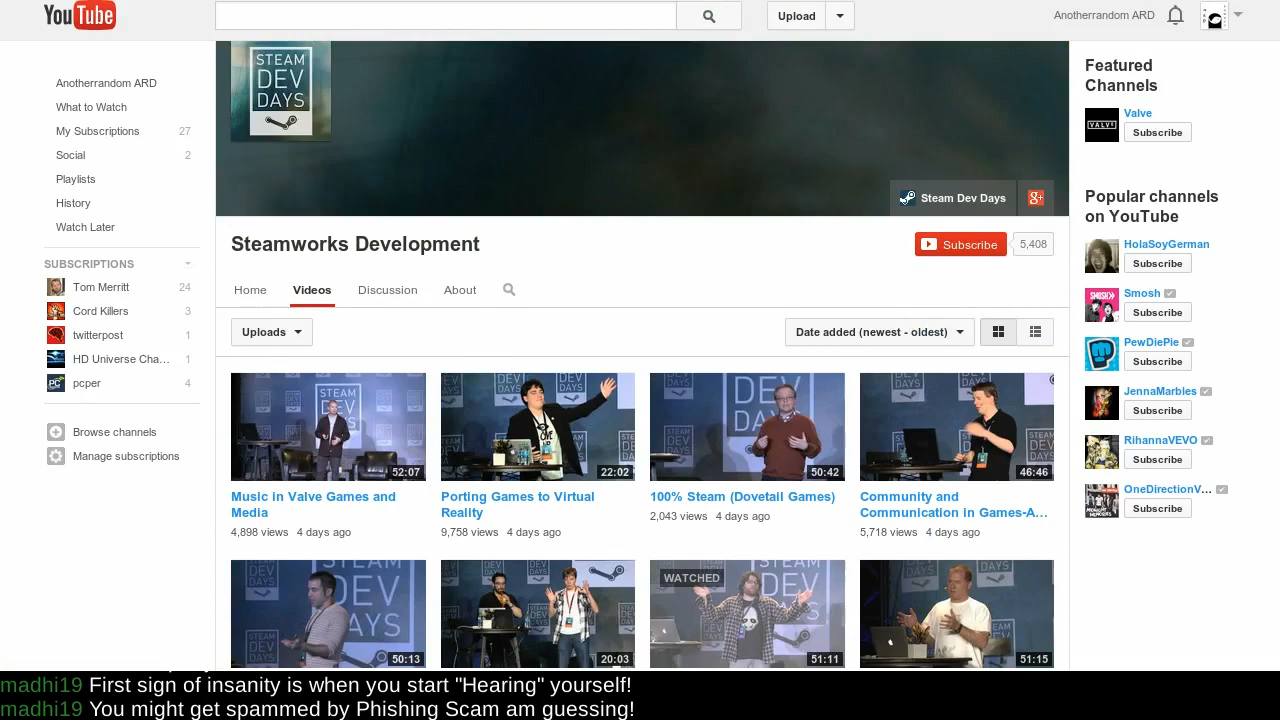 YouTube
Upload
Anotherrandom ARD
Anotherrandom ARD
What to Watch
My Subscriptions 27
Social 2
Playlists
History
Watch Later
SUBSCRIPTIONS
Tom Merritt 24
Cord Killers 3
twitterpost 1
HD Universe Cha... 1
pcper 4
Browse channels
Manage subscriptions
STEAM
DEV
DAYS
Steam Dev Days
Steamworks Development
Subscribe 5,408
Home Videos Discussion About
Uploads
Date added (newest - oldest)
52:07
22:02
50:42
46:46
Music in Valve Games and
Media
4,898 views 4 days ago
Porting Games to Virtual
Reality
9,758 views 4 days ago
100% Steam (Dovetail Games)
2,043 views 4 days ago
Community and
Communication in Games-A...
5,718 views 4 days ago
50:13
20:03
WATCHED
51:11
51:15
Featured
Channels
VALVE
Valve
Subscribe
Popular channels
on YouTube
HolaSoyGerman
Subscribe
Smosh
Subscribe
PewDiePie
Subscribe
JennaMarbles
Subscribe
RihannaVEVO
Subscribe
OneDirectionV...
Subscribe
madhi19 First sign of insanity is when you start "Hearing" yourself!
madhi19 You might get spammed by Phishing Scam am guessing!